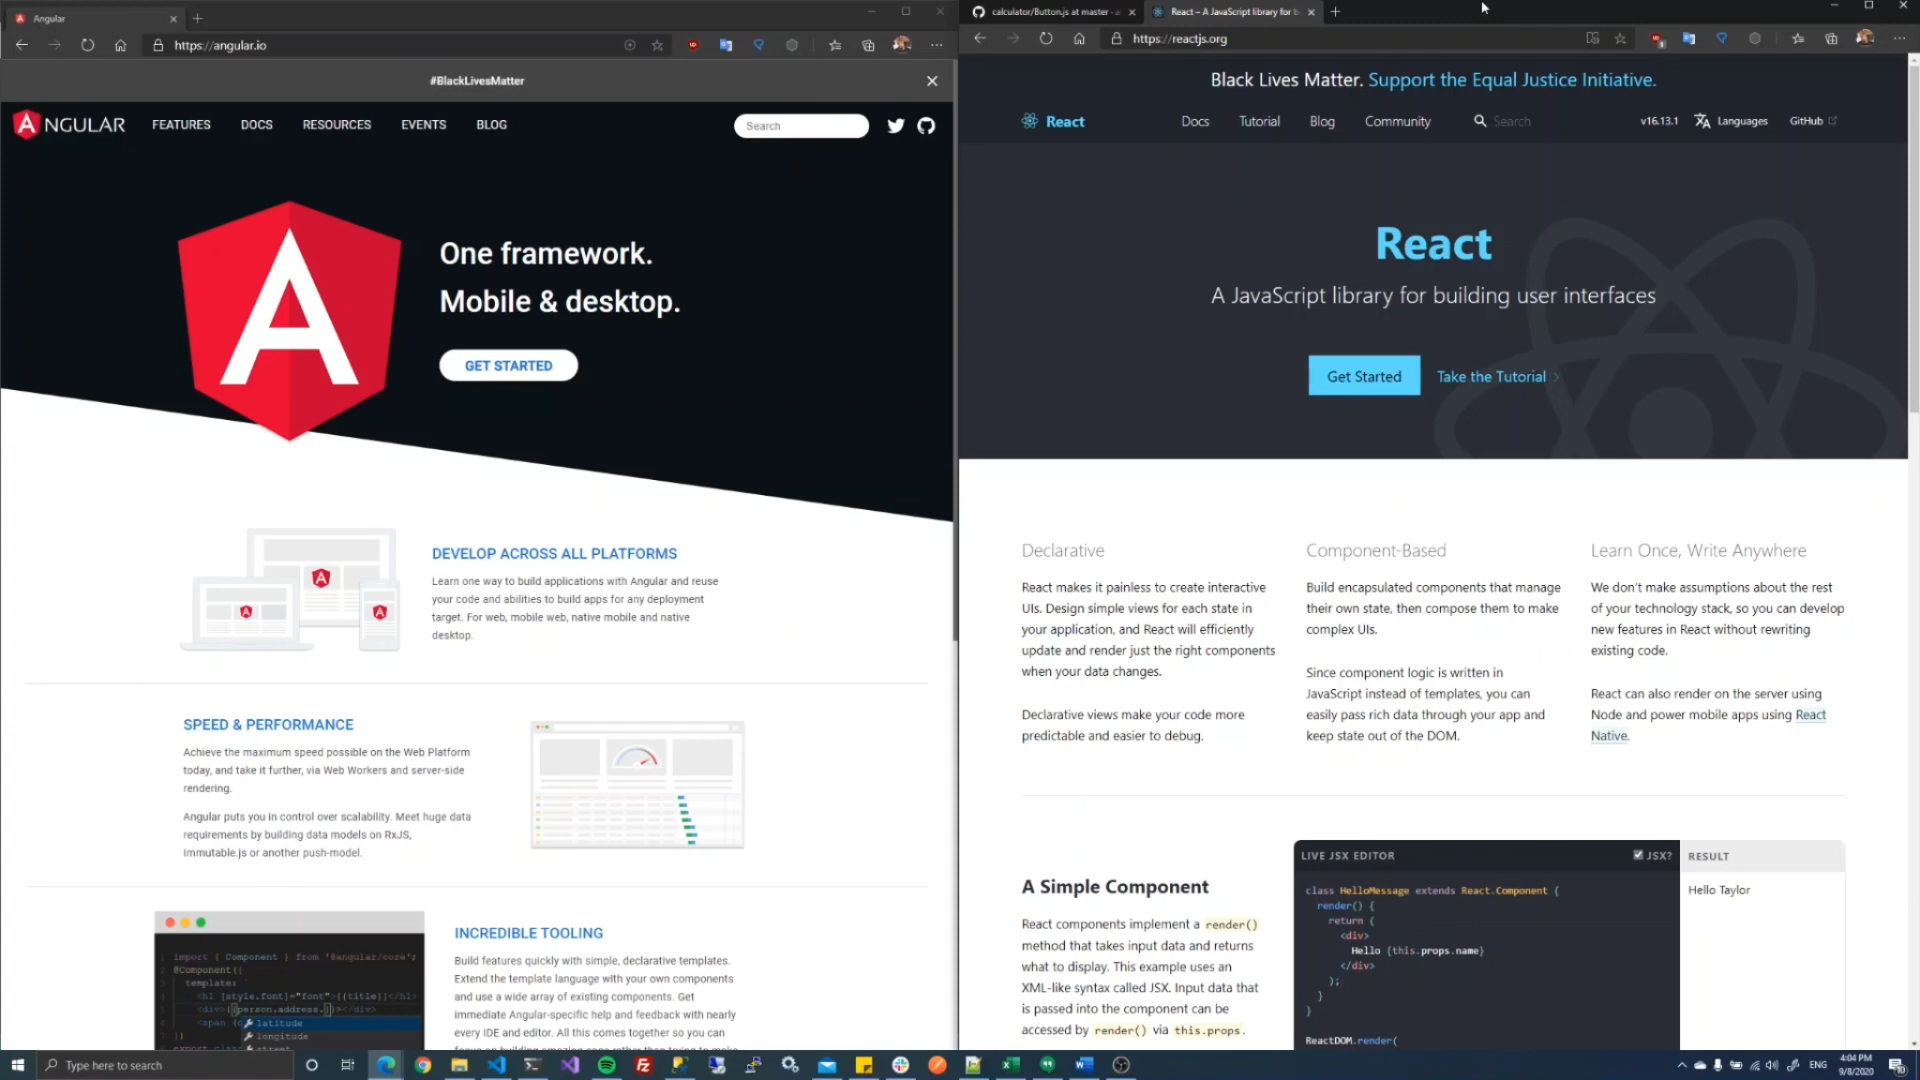 Angular
https://angular.io
#BlackLivesMatter
NGULAR
FEATURES
DOCS
RESOURCES
EVENTS
BLOG
Search
One framework.
Mobile & desktop.
GET STARTED
DEVELOP ACROSS ALL PLATFORMS
Learn one way to build applications with Angular and reuse
your code and abilities to build apps for any deployment
target. For web, mobile web, native mobile and native
desktop.
SPEED & PERFORMANCE
Achieve the maximum speed possible on the Web Platform
today, and take it further, via Web Workers and server-side
rendering.
Angular puts you in control over scalability. Meet huge data
requirements by building data models on RxJS,
Immutable.js or another push-model.
import { Component } from '@angular/core';
@Component({
template: `
<h1 [style.font]="font">{{title}}</h1>
<div>{{person.address.}}></div>
<span
latitude
longitude
INCREDIBLE TOOLING
Build features quickly with simple, declarative templates.
Extend the template language with your own components
and use a wide array of existing components. Get
immediate Angular-specific help and feedback with nearly
every IDE and editor. All this comes together so you can
calculator/Button.js at master -
React – A JavaScript library for b
https://reactjs.org
Black Lives Matter. Support the Equal Justice Initiative.
React
Docs
Tutorial
Blog
Community
Search
v16.13.1
Languages
GitHub
React
A JavaScript library for building user interfaces
Get Started
Take the Tutorial
Declarative
React makes it painless to create interactive
UIs. Design simple views for each state in
your application, and React will efficiently
update and render just the right components
when your data changes.
Declarative views make your code more
predictable and easier to debug.
Component-Based
Build encapsulated components that manage
their own state, then compose them to make
complex UIs.
Since component logic is written in
JavaScript instead of templates, you can
easily pass rich data through your app and
keep state out of the DOM.
Learn Once, Write Anywhere
We don't make assumptions about the rest
of your technology stack, so you can develop
new features in React without rewriting
existing code.
React can also render on the server using
Node and power mobile apps using React
Native.
A Simple Component
React components implement a render()
method that takes input data and returns
what to display. This example uses an
XML-like syntax called JSX. Input data that
is passed into the component can be
accessed by render() via this.props.
LIVE JSX EDITOR
JSX?
class HelloMessage extends React.Component {
render() {
return (
<div>
Hello {this.props.name}
</div>
);
}
}
ReactDOM.render(
RESULT
Hello Taylor
Type here to search
ENG
4:04 PM
9/8/2020